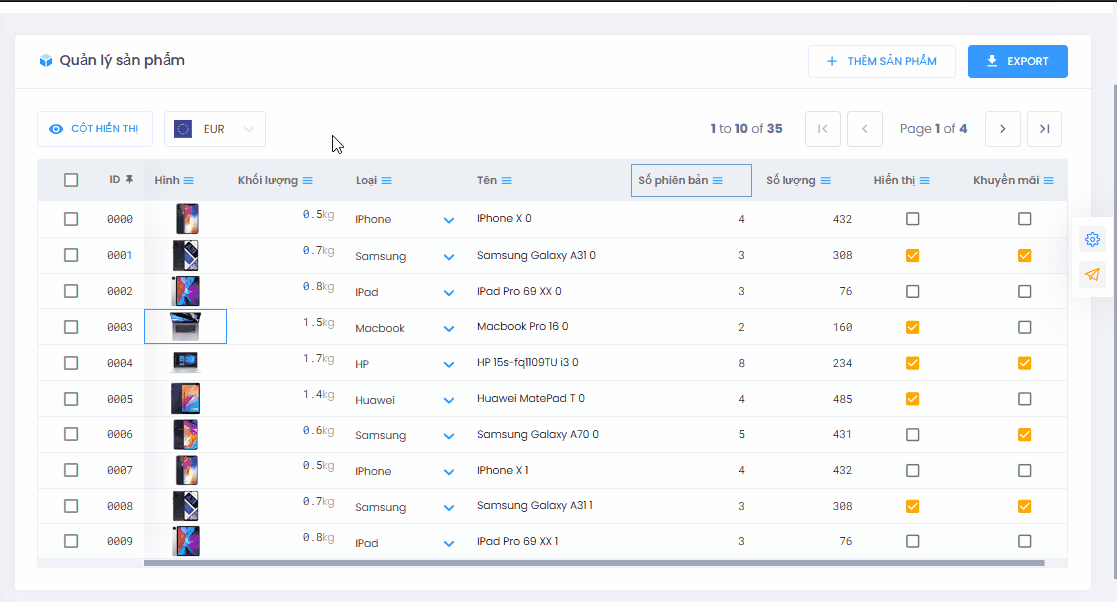 Quản lý sản phẩm
THÊM SẢN PHẨM
EXPORT
CỘT HIỂN THỊ
EUR
1 to 10 of 35
Page 1 of 4
ID Hình Khối lượng Loại Tên Số phiên bản Số lượng Hiển thị Khuyến mãi
0000 0.5kg IPhone IPhone X 0 4 432
0001 0.7kg Samsung Samsung Galaxy A31 0 3 308
0002 0.8kg IPad IPad Pro 69 XX 0 3 76
0003 1.5kg Macbook Macbook Pro 16 0 2 160
0004 1.7kg HP HP 15s-fq1109TU i3 0 8 234
0005 1.4kg Huawei Huawei MatePad T 0 4 485
0006 0.6kg Samsung Samsung Galaxy A70 0 5 431
0007 0.5kg IPhone IPhone X 1 4 432
0008 0.7kg Samsung Samsung Galaxy A31 1 3 308
0009 0.8kg IPad IPad Pro 69 XX 1 3 76